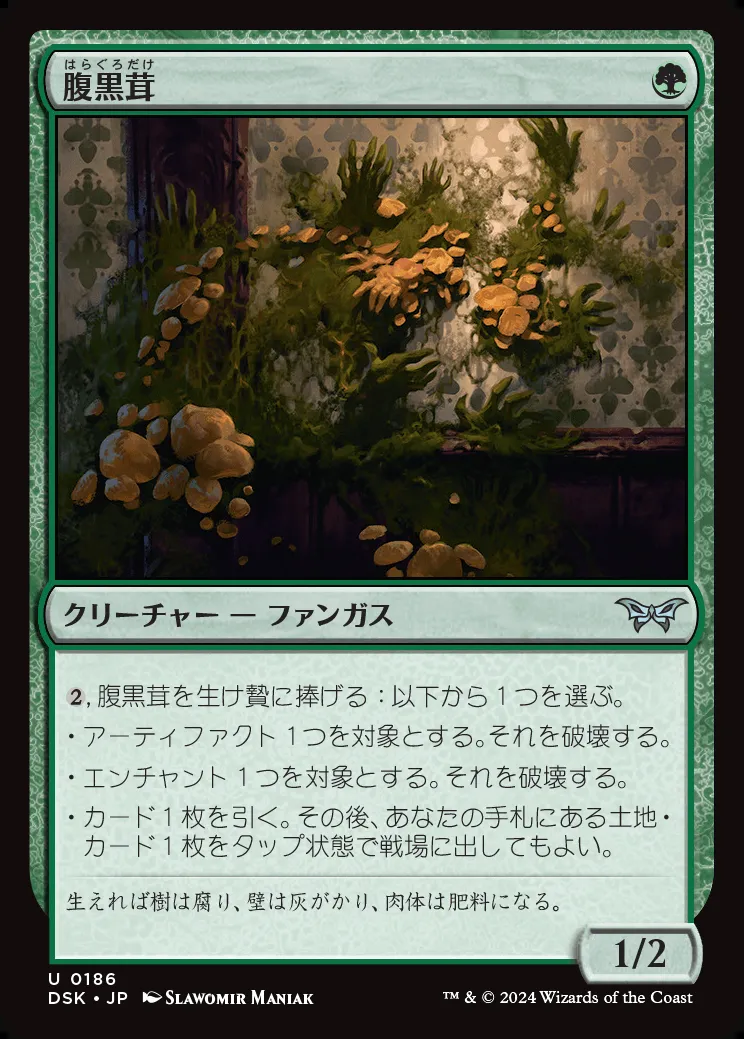 はらぐろだけ
腹黒茸
クリーチャー — ファンガス
2, 腹黒茸を生け贄に捧げる：以下から１つを選ぶ。
・アーティファクト１つを対象とする。それを破壊する。
・エンチャント１つを対象とする。それを破壊する。
・カード１枚を引く。その後、あなたの手札にある土地・
カード１枚をタップ状態で戦場に出してもよい。
生えれば樹は腐り、壁は灰がかり、肉体は肥料になる。
1/2
U 0186
DSK • JP SLAWOMIR MANIAK
™ & © 2024 Wizards of the Coast